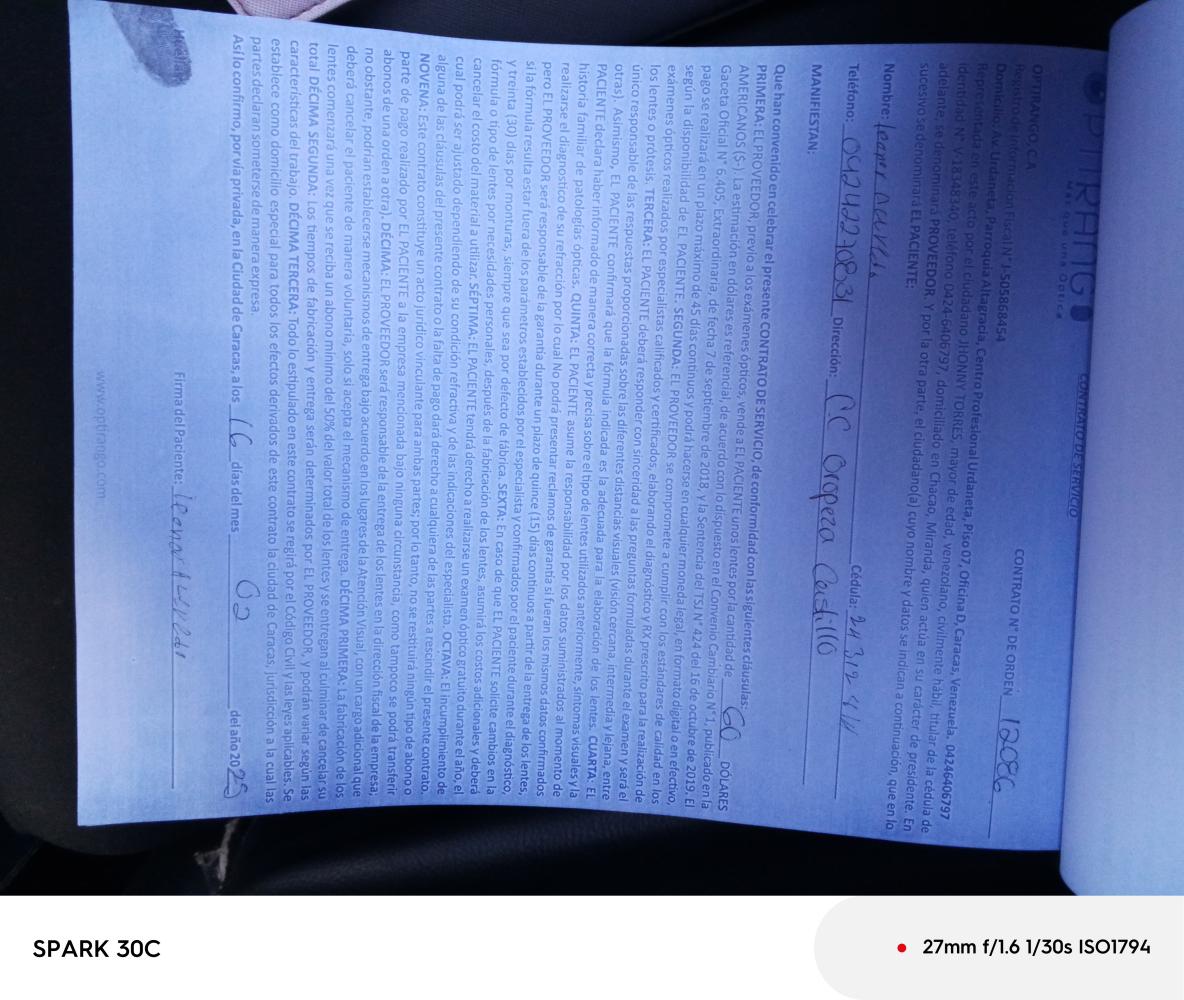 OPTIRANGO
Más que una Óptica
CONTRATO DE SERVICIO
CONTRATO N° DE ORDEN 12086
OPTIRANGO, CA
Registro de Información Fiscal N° J-505868454
Domicilio: Av. Urdaneta, Parroquia Altagracia, Centro Profesional Urdaneta, Piso 07, Oficina D, Caracas, Venezuela. 04246406797
Representada en este acto por el ciudadano JHONNY TORRES, mayor de edad, venezolano, civilmente hábil, titular de la cédula de
identidad N° V-18348340, teléfono 0424-6406797, domiciliado en Chacao, Miranda, quien actúa en su carácter de presidente. En
adelante, se denominará PROVEEDOR. Y por la otra parte, el ciudadano(a) cuyo nombre y datos se indican a continuación, que en lo
sucesivo se denominará EL PACIENTE:
Nombre:
Teléfono: 04242270831 Dirección: CC Oropeza Castillo Cédula:
MANIFIESTAN:
Que han convenido en celebrar el presente CONTRATO DE SERVICIO, de conformidad con las siguientes cláusulas:
PRIMERA: EL PROVEEDOR, previo a los exámenes ópticos, vende a EL PACIENTE unos lentes por la cantidad de 60 DÓLARES
AMERICANOS ($-). La estimación en dólares es referencial, de acuerdo con lo dispuesto en el Convenio Cambiario N° 1, publicado en la
Gaceta Oficial N° 6.405, Extraordinaria, de fecha 7 de septiembre de 2018, y la Sentencia del TSJ N° 424 del 16 de octubre de 2019. El
pago se realizará en un plazo máximo de 45 días continuos y podrá hacerse en cualquier moneda legal, en formato digital o en efectivo,
según la disponibilidad de EL PACIENTE. SEGUNDA: EL PROVEEDOR se compromete a cumplir con los estándares de calidad en los
exámenes ópticos realizados por especialistas calificados y certificados, elaborando el diagnóstico y RX prescrito para la realización de
los lentes o prótesis. TERCERA: EL PACIENTE deberá responder con sinceridad a las preguntas formuladas durante el examen y será el
único responsable de las respuestas proporcionadas sobre las diferentes distancias visuales (visión cercana, intermedia y lejana, entre
otras). Asimismo, EL PACIENTE confirmará que la fórmula indicada es la adecuada para la elaboración de los lentes. CUARTA: EL
PACIENTE declara haber informado de manera correcta y precisa sobre el tipo de lentes utilizados anteriormente, síntomas visuales y la
historia familiar de patologías ópticas. QUINTA: EL PACIENTE asume la responsabilidad por los datos suministrados al momento de
realizarse el diagnostico de su refracción por lo cual No podrá presentar reclamos de garantía si fueran los mismos datos confirmados
pero EL PROVEEDOR será responsable de la garantía durante un plazo de quince (15) días continuos a partir de la entrega de los lentes,
si la fórmula resulta estar fuera de los parámetros establecidos por el especialista y confirmados por el paciente durante el diagnóstico,
y treinta (30) días por monturas, siempre que sea por defecto de fábrica. SEXTA: En caso de que EL PACIENTE solicite cambios en la
fórmula o tipo de lentes por necesidades personales, después de la fabricación de los lentes, asumirá los costos adicionales y deberá
cancelar el costo del material a utilizar. SÉPTIMA: EL PACIENTE tendrá derecho a realizarse un examen óptico gratuito durante el año, el
cual podrá ser ajustado dependiendo de su condición refractiva y de las indicaciones del especialista. OCTAVA: El incumplimiento de
alguna de las cláusulas del presente contrato o la falta de pago dará derecho a cualquiera de las partes a rescindir el presente contrato.
NOVENA: Este contrato constituye un acto jurídico vinculante para ambas partes; por lo tanto, no se restituirá ningún tipo de abono o
parte de pago realizado por EL PACIENTE a la empresa mencionada bajo ninguna circunstancia, como tampoco se podrá transferir
abonos de una orden a otra). DÉCIMA: EL PROVEEDOR será responsable de la entrega de los lentes en la dirección fiscal de la empresa,
no obstante, podrían establecerse mecanismos de entrega bajo acuerdo en los lugares de la Atención Visual, con un cargo adicional que
deberá cancelar el paciente de manera voluntaria, solo si acepta el mecanismo de entrega. DÉCIMA PRIMERA: La fabricación de los
lentes comenzará una vez que se reciba un abono mínimo del 50% del valor total de los lentes y se entregan al culminar de cancelar su
total DÉCIMA SEGUNDA: Los tiempos de fabricación y entrega serán determinados por EL PROVEEDOR, y podrán variar según las
características del trabajo. DÉCIMA TERCERA: Todo lo estipulado en este contrato se regirá por el Código Civil y las leyes aplicables. Se
establece como domicilio especial para todos los efectos derivados de este contrato la ciudad de Caracas, jurisdicción a la cual las
partes declaran someterse de manera expresa.
Así lo confirmo, por vía privada, en la Ciudad de Caracas, a los 16 días del mes 02 del año 2025
Huella:
Firma del Paciente:
www.optirango.com
SPARK 30C
27mm f/1.6 1/30s ISO1794